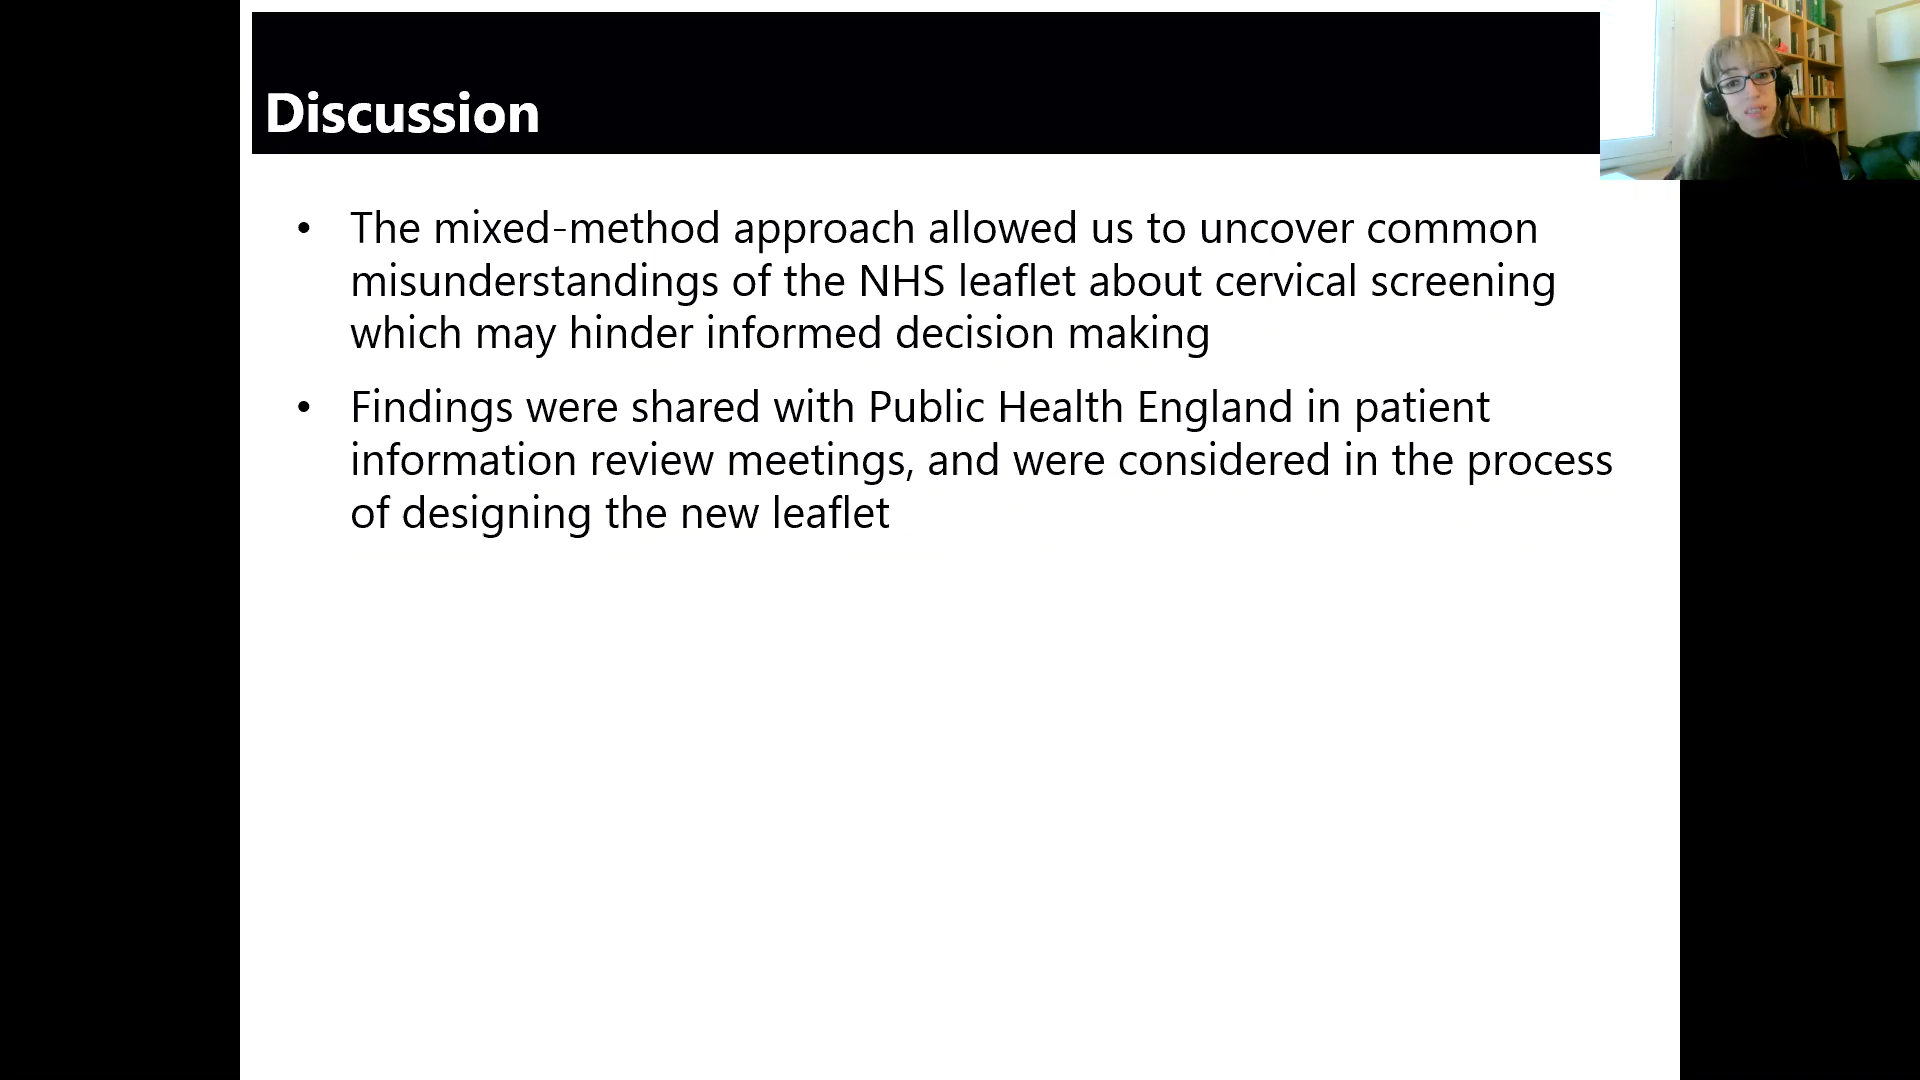 Discussion
• The mixed-method approach allowed us to uncover common
misunderstandings of the NHS leaflet about cervical screening
which may hinder informed decision making
• Findings were shared with Public Health England in patient
information review meetings, and were considered in the process
of designing the new leaflet